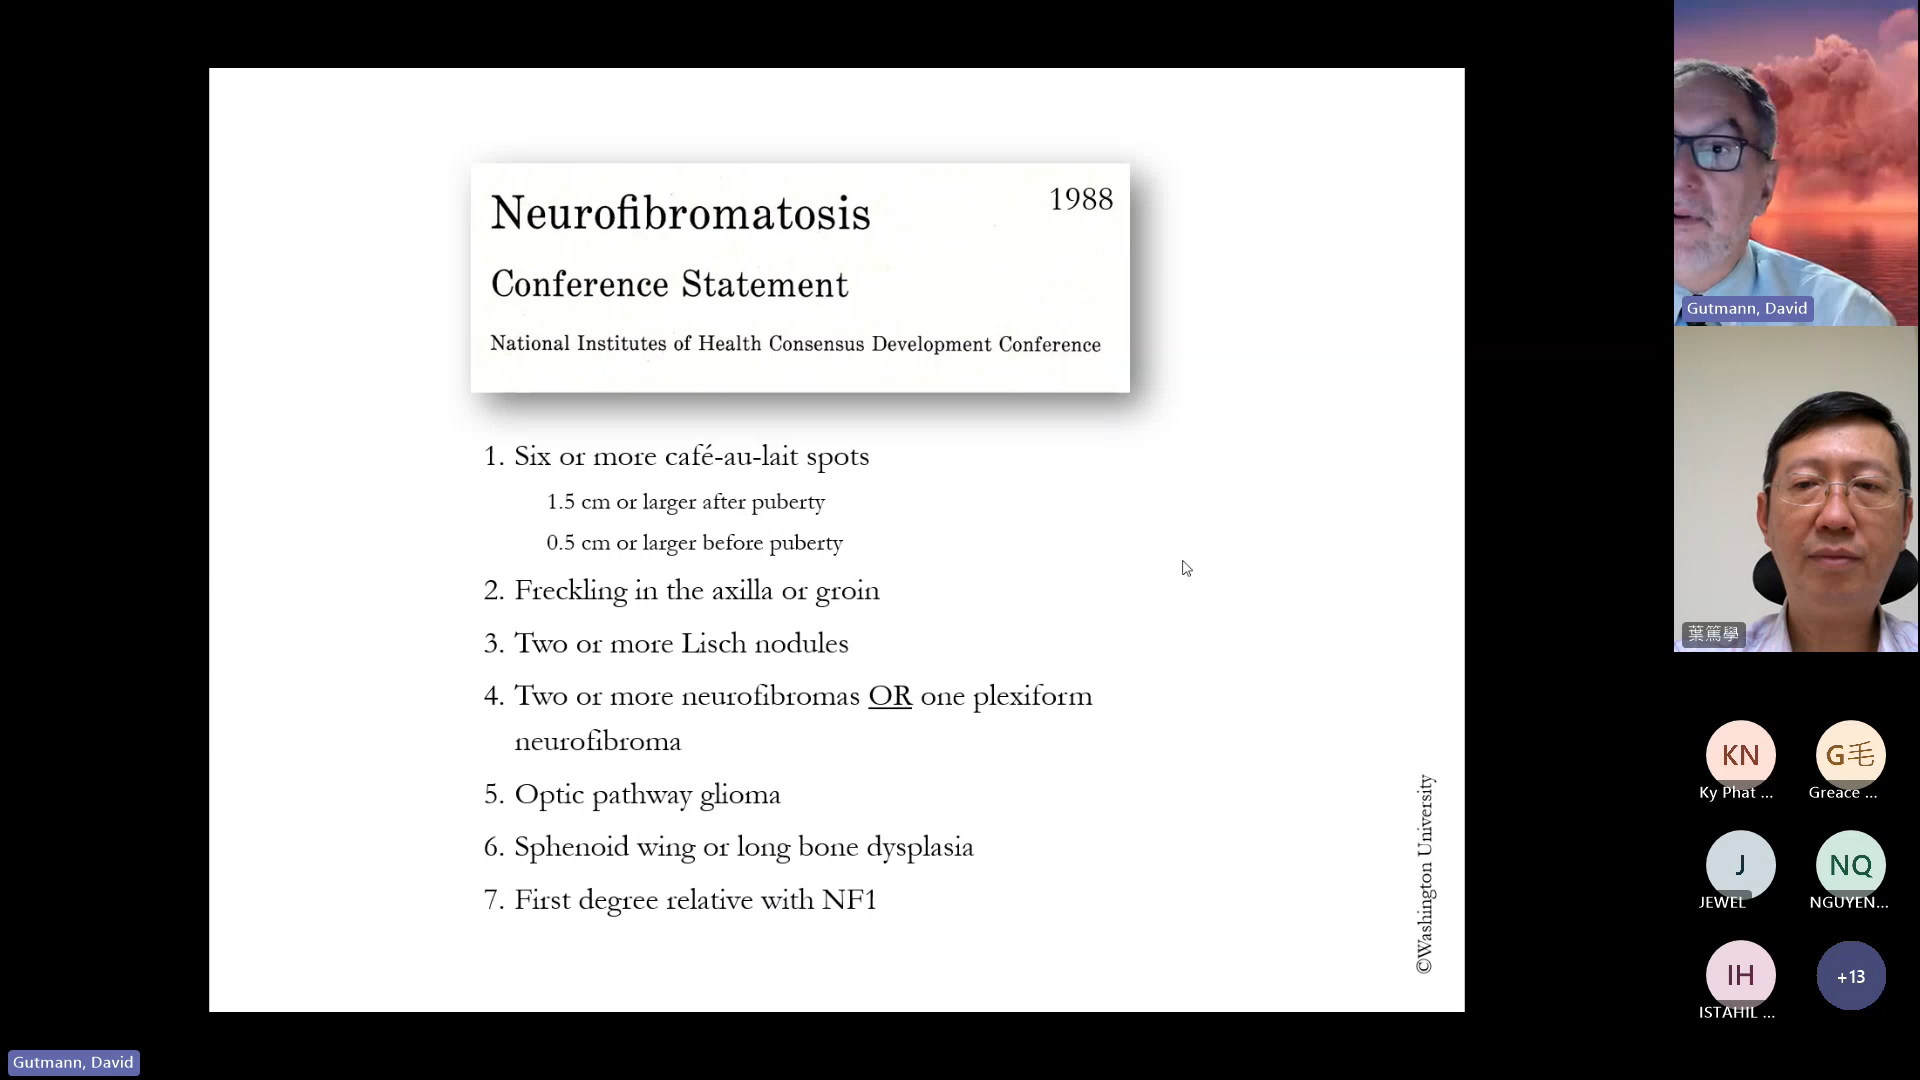 Neurofibromatosis
1988
Conference Statement
National Institutes of Health Consensus Development Conference
1. Six or more café-au-lait spots
1.5 cm or larger after puberty
0.5 cm or larger before puberty
2. Freckling in the axilla or groin
3. Two or more Lisch nodules
4. Two or more neurofibromas OR one plexiform
neurofibroma
5. Optic pathway glioma
6. Sphenoid wing or long bone dysplasia
7. First degree relative with NF1
©Washington University
Gutmann, David
葉篤學
KN
Ky Phat ...
G毛
Greace ...
J
JEWEL
NQ
NGUYEN...
IH
ISTAHIL ...
+13
Gutmann, David